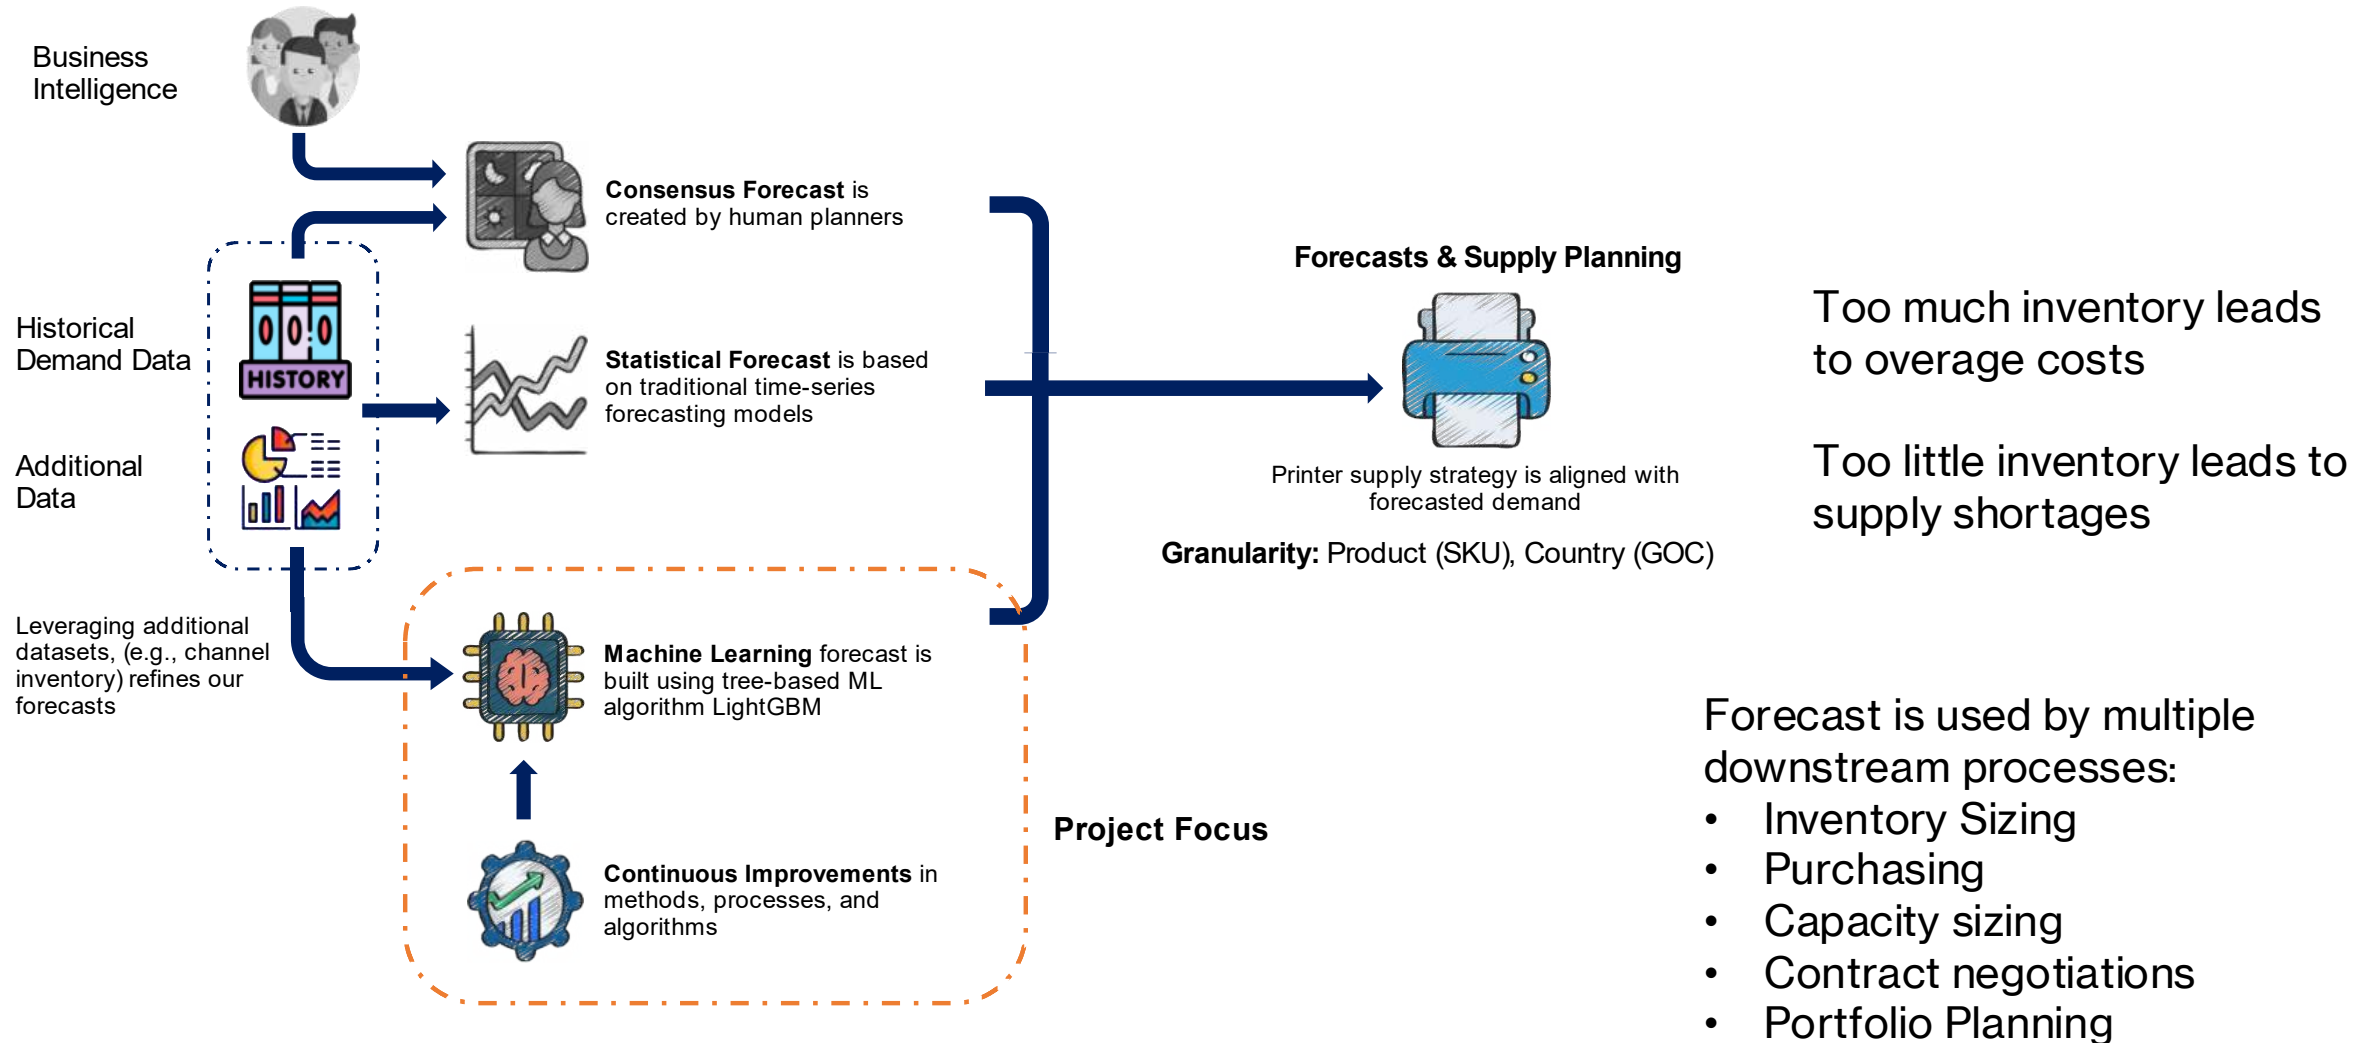 Business
Intelligence
Consensus Forecast is
created by human planners
Historical
Demand Data
HISTORY
Statistical Forecast is based
on traditional time-series
forecasting models
Additional
Data
Leveraging additional
datasets, (e.g., channel
inventory) refines our
forecasts
Machine Learning forecast is
built using tree-based ML
algorithm LightGBM
Continuous Improvements in
methods, processes, and
algorithms
Project Focus
Forecasts & Supply Planning
Printer supply strategy is aligned with
forecasted demand
Granularity: Product (SKU), Country (GOC)
Too much inventory leads
to overage costs
Too little inventory leads to
supply shortages
Forecast is used by multiple
downstream processes:
• Inventory Sizing
• Purchasing
• Capacity sizing
• Contract negotiations
• Portfolio Planning